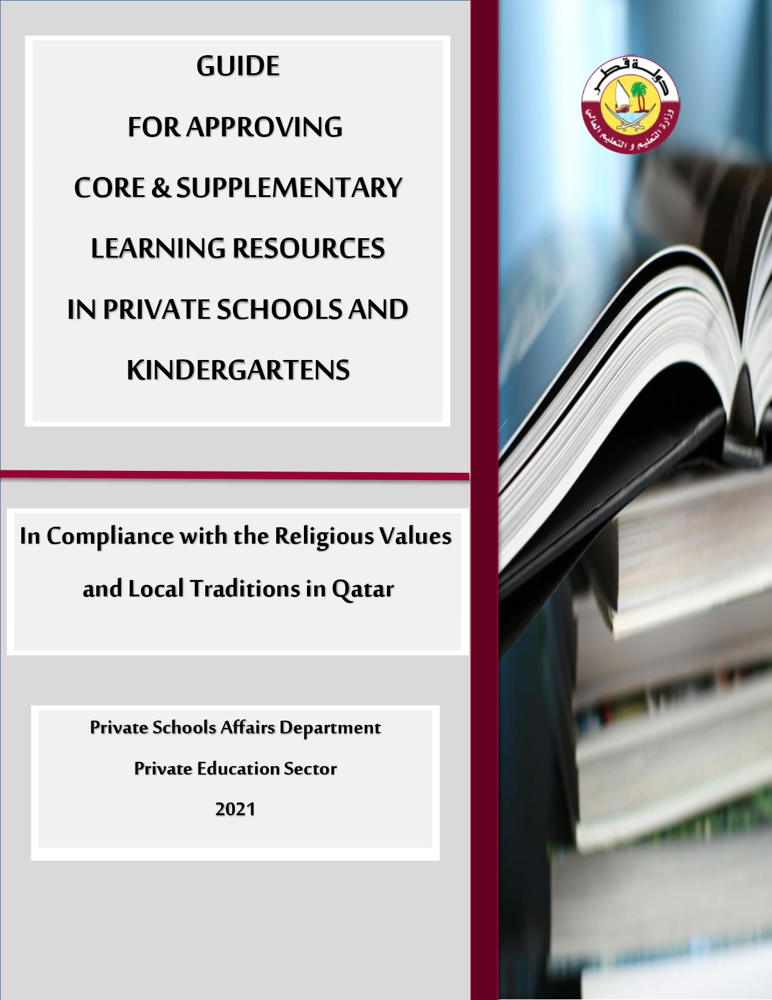 GUIDE
FOR APPROVING
CORE & SUPPLEMENTARY
LEARNING RESOURCES
IN PRIVATE SCHOOLS AND
KINDERGARTENS
In Compliance with the Religious Values
and Local Traditions in Qatar
Private Schools Affairs Department
Private Education Sector
2021
دولة قطر
وزارة التعليم و التعليم العالي